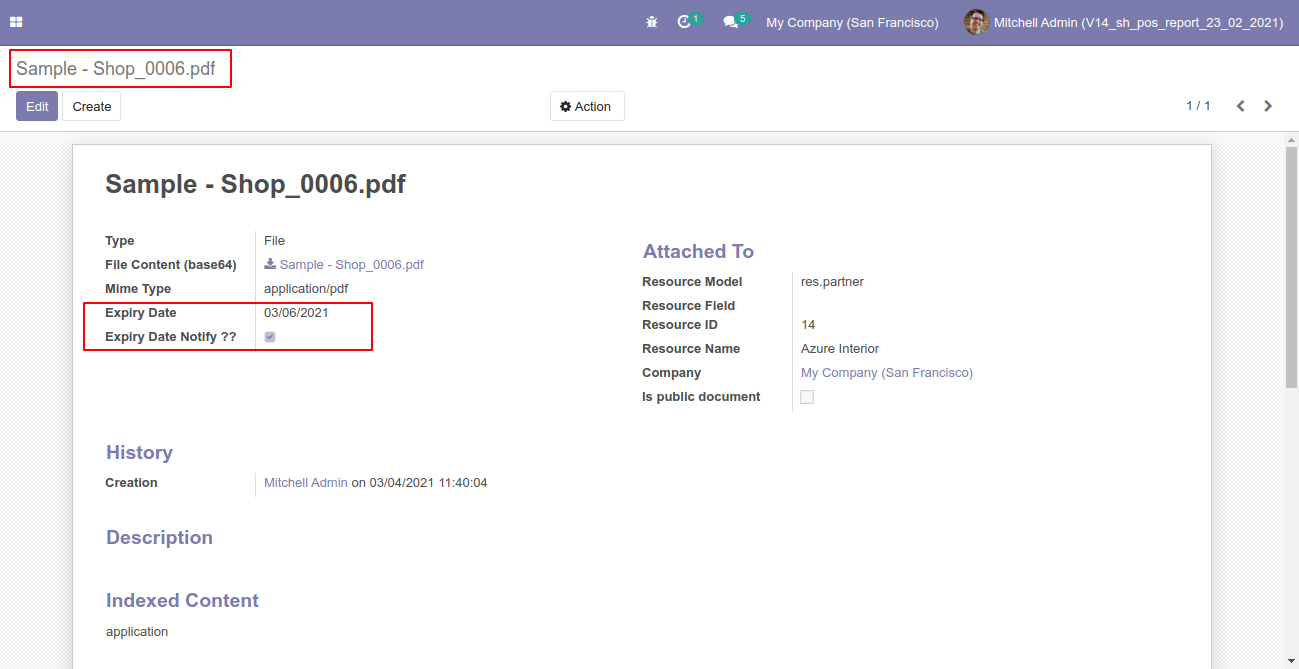 1
5
My Company (San Francisco)
Mitchell Admin (V14_sh_pos_report_23_02_2021)
Sample - Shop_0006.pdf
Edit
Create
Action
1 / 1
Sample - Shop_0006.pdf
Type File
File Content (base64) Sample - Shop_0006.pdf
Mime Type application/pdf
Expiry Date 03/06/2021
Expiry Date Notify ??
Attached To
Resource Model res.partner
Resource Field
Resource ID 14
Resource Name Azure Interior
Company My Company (San Francisco)
Is public document
History
Creation Mitchell Admin on 03/04/2021 11:40:04
Description
Indexed Content
application